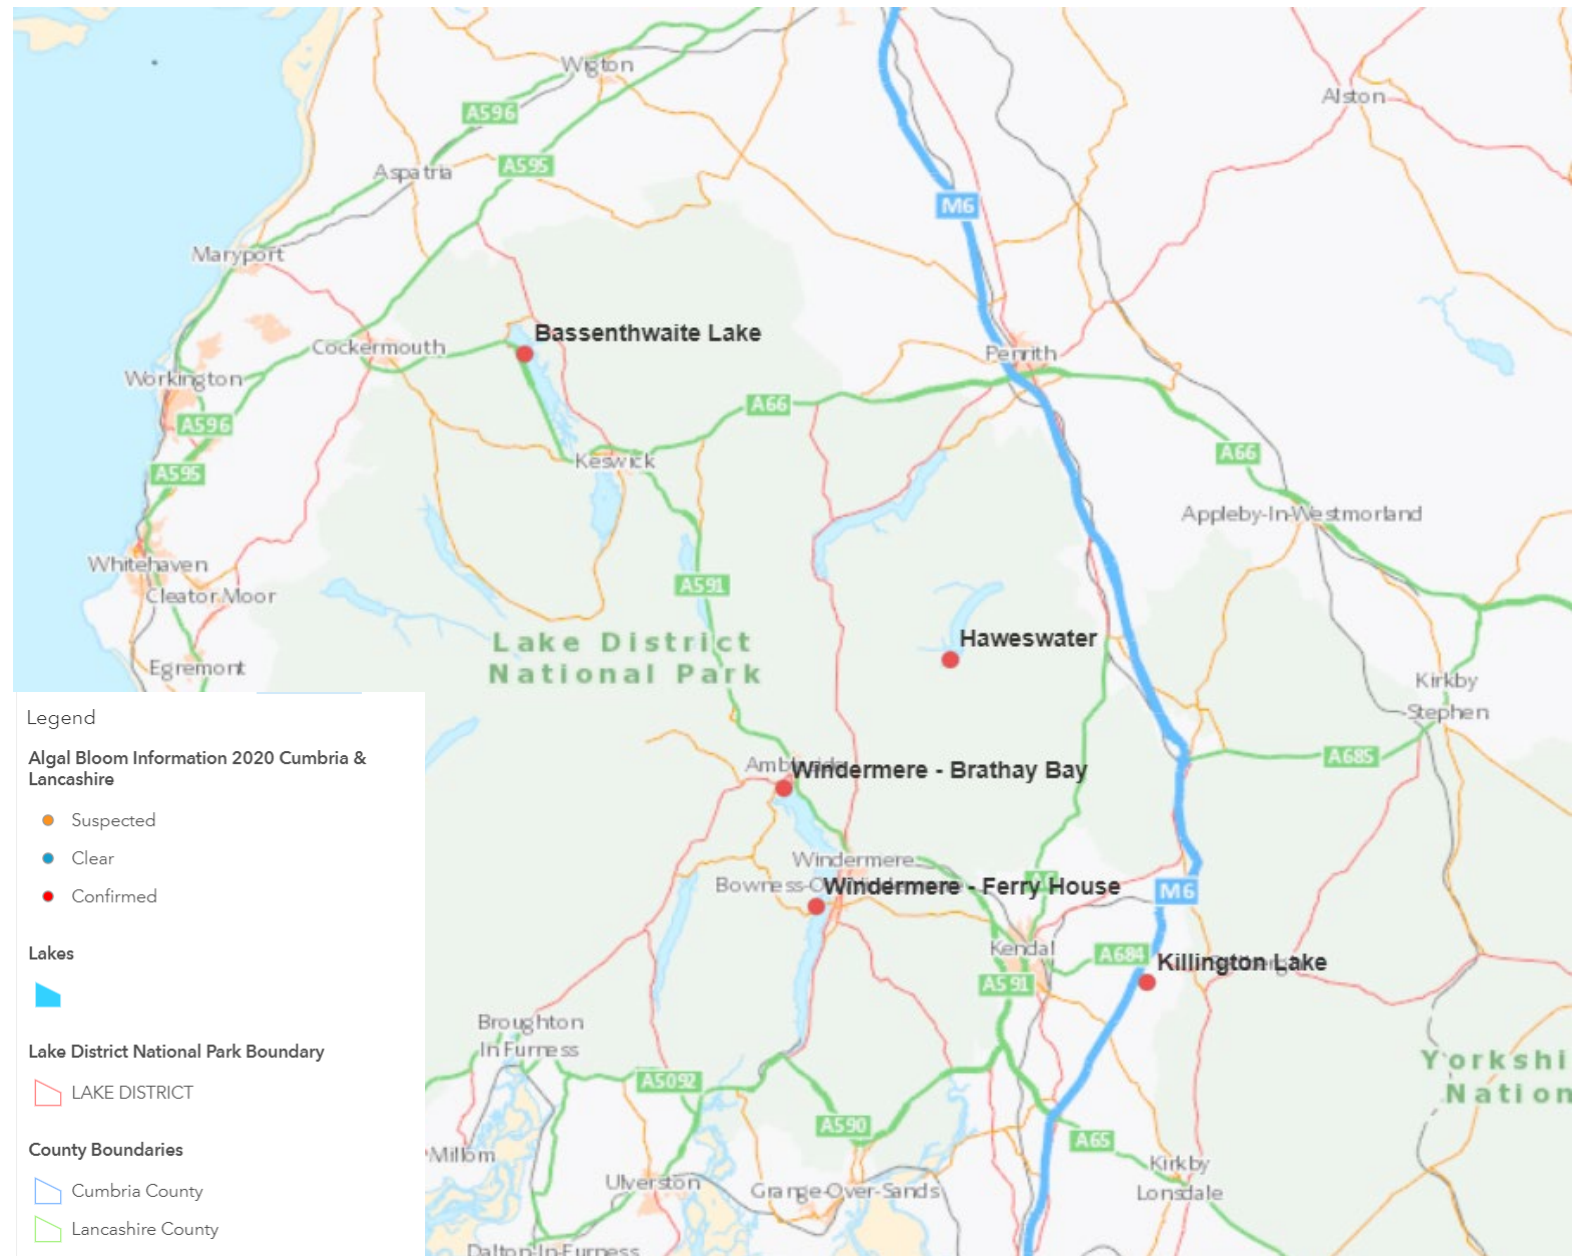 Wigton
Alston
A596
Aspatria
A595
M6
Maryport
Bassenthwaite Lake
Cockermouth
Penrith
Workington
A66
A596
A595
Keswick
A66
Appleby-In-Westmorland
Whitehaven
Cleator Moor
A591
Lake District
National Park
Haweswater
Egremont
Kirkby
Stephen
Legend
Algal Bloom Information 2020 Cumbria &
Lancashire
Suspected
Clear
Confirmed
Lakes
Lake District National Park Boundary
LAKE DISTRICT
County Boundaries
Cumbria County
Lancashire County
A685
Windermere - Brathay Bay
Windermere
Windermere - Ferry House
M6
Kendal
A684
Killington Lake
A591
Broughton
In Furness
Yorkshi
Nation
A5092
A590
A65
Millom
Ulverston
Grange-Over-Sands
Kirkby
Lonsdale
Dalton-In-Furness